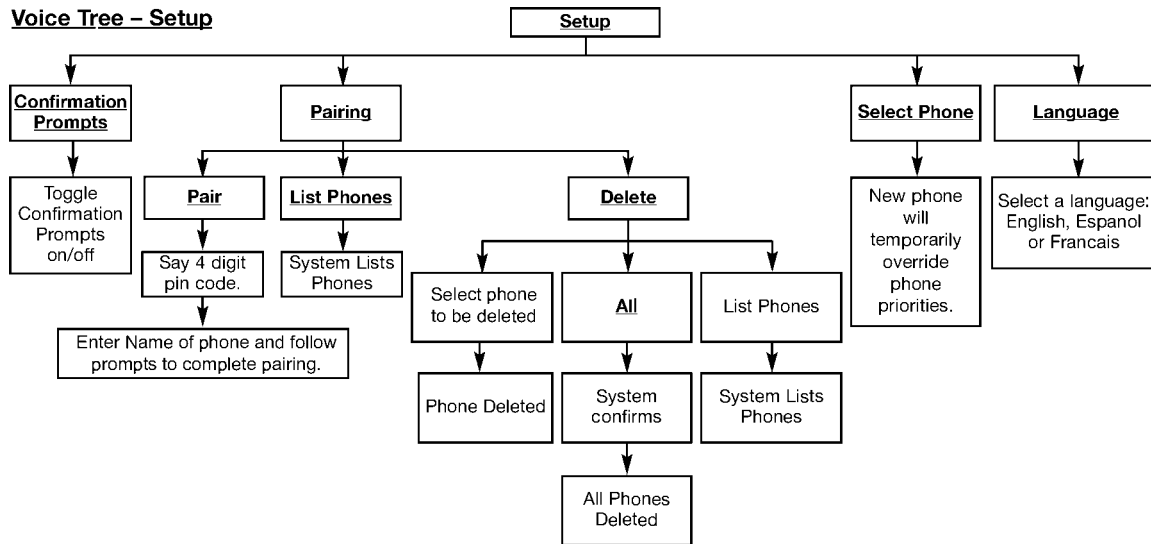 Voice Tree – Setup
Setup
Confirmation
Prompts
Pairing
Select Phone
Language
Toggle
Confirmation
Prompts
on/off
Pair
List Phones
Delete
New phone
will
temporarily
override
phone
priorities.
Select a language:
English, Espanol
or Francais
Say 4 digit
pin code.
System Lists
Phones
Select phone
to be deleted
All
List Phones
Enter Name of phone and follow
prompts to complete pairing.
Phone Deleted
System
confirms
System Lists
Phones
All Phones
Deleted